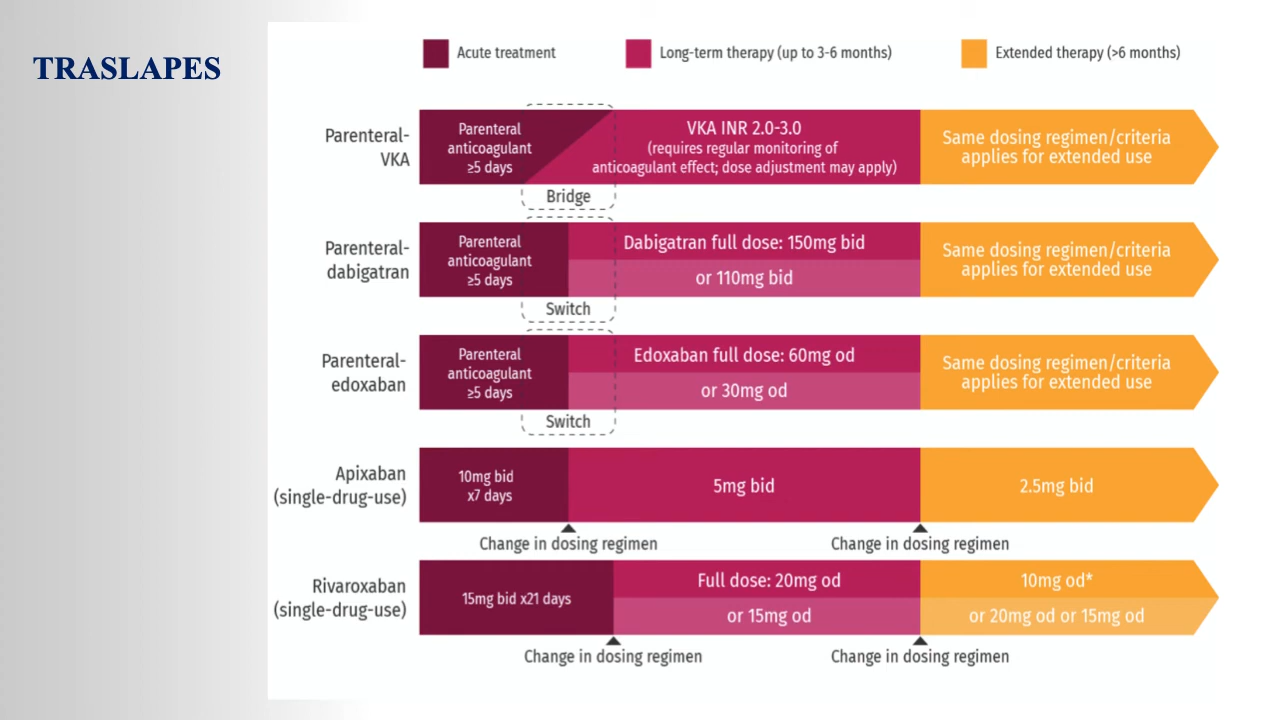 TRASLAPES
Acute treatment
Long-term therapy (up to 3-6 months)
Extended therapy (>6 months)
Parenteral-
VKA
Parenteral
anticoagulant
≥5 days
VKA INR 2.0-3.0
(requires regular monitoring of
anticoagulant effect; dose adjustment may apply)
Same dosing regimen/criteria
applies for extended use
Bridge
Parenteral-
dabigatran
Parenteral
anticoagulant
≥5 days
Dabigatran full dose: 150mg bid
or 110mg bid
Same dosing regimen/criteria
applies for extended use
Switch
Parenteral-
edoxaban
Parenteral
anticoagulant
≥5 days
Edoxaban full dose: 60mg od
or 30mg od
Same dosing regimen/criteria
applies for extended use
Switch
Apixaban
(single-drug-use)
10mg bid
x7 days
5mg bid
2.5mg bid
Change in dosing regimen
Change in dosing regimen
Rivaroxaban
(single-drug-use)
15mg bid x21 days
Full dose: 20mg od
or 15mg od
10mg od*
or 20mg od or 15mg od
Change in dosing regimen
Change in dosing regimen